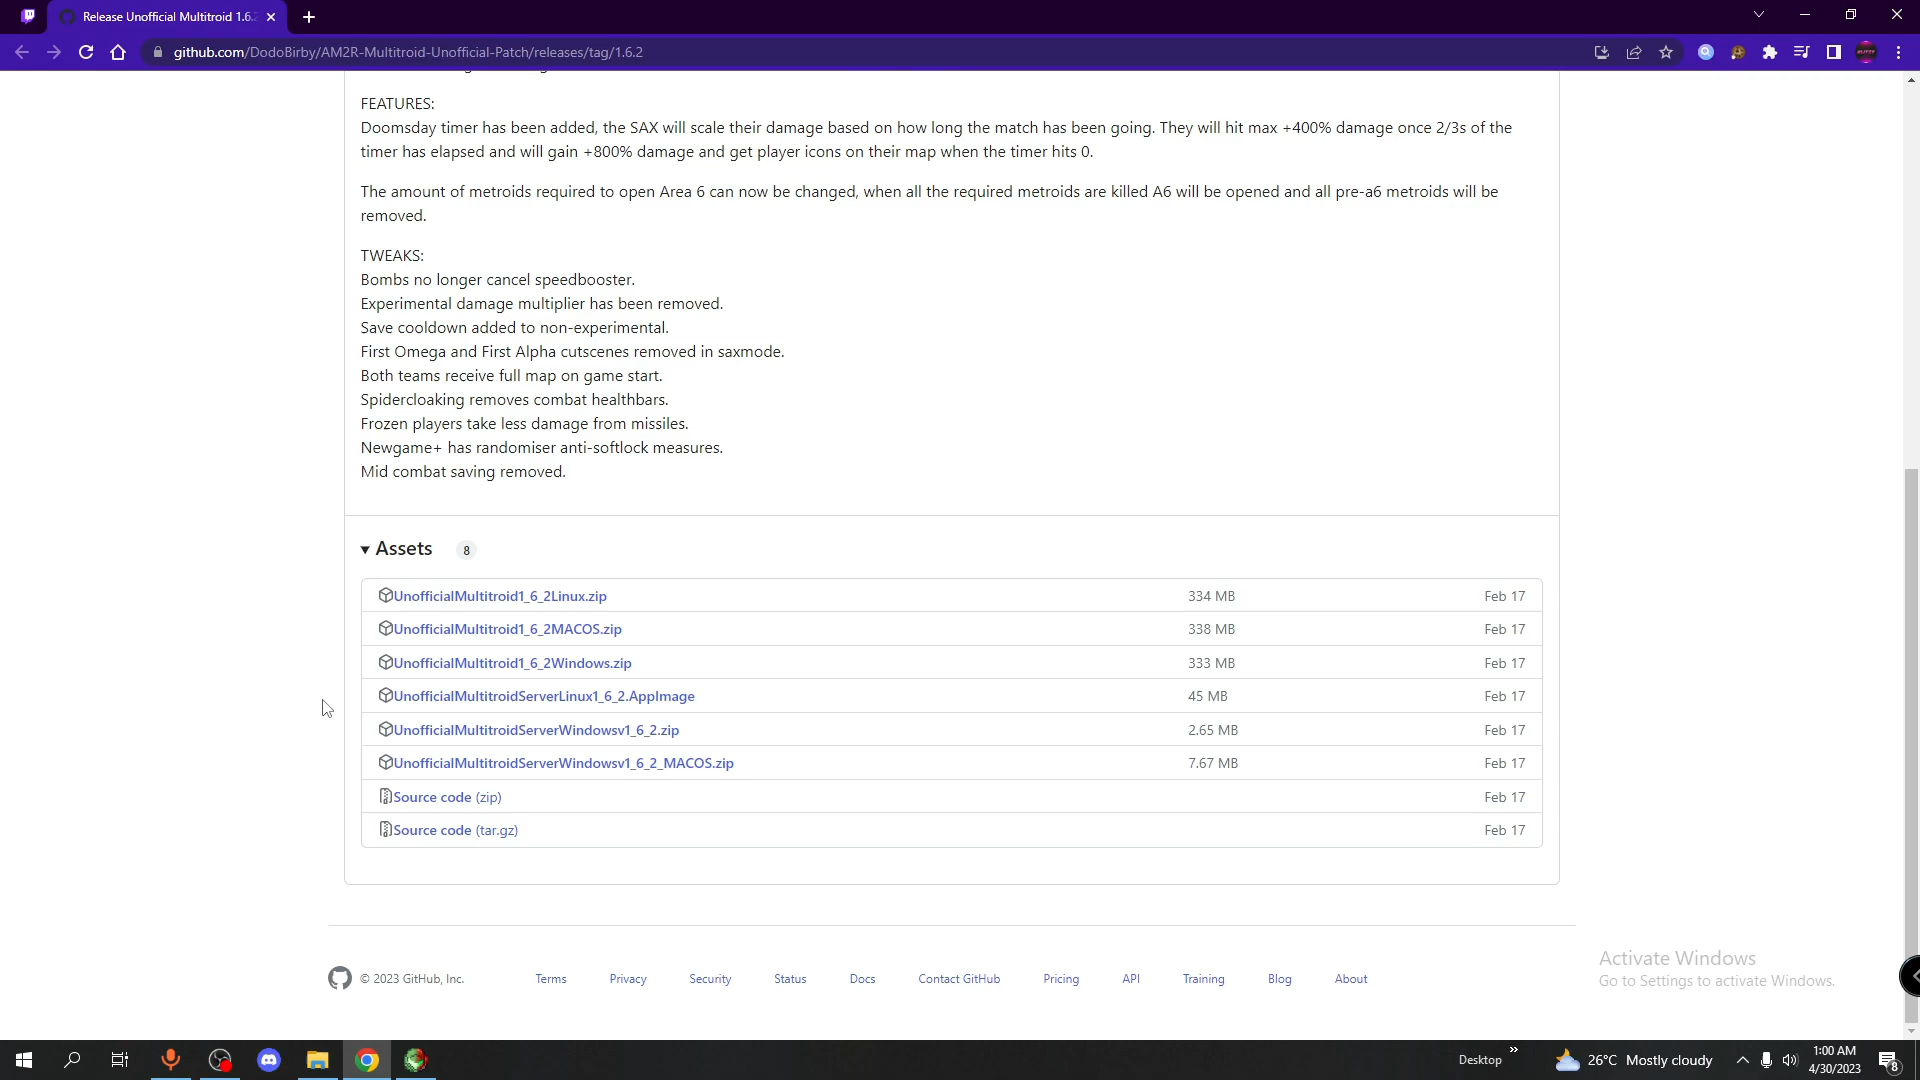 Release Unofficial Multitroid 1.6.2
github.com/DodoBirby/AM2R-Multitroid-Unofficial-Patch/releases/tag/1.6.2
FEATURES:
Doomsday timer has been added, the SAX will scale their damage based on how long the match has been going. They will hit max +400% damage once 2/3s of the
timer has elapsed and will gain +800% damage and get player icons on their map when the timer hits 0.
The amount of metroids required to open Area 6 can now be changed, when all the required metroids are killed A6 will be opened and all pre-a6 metroids will be
removed.
TWEAKS:
Bombs no longer cancel speedbooster.
Experimental damage multiplier has been removed.
Save cooldown added to non-experimental.
First Omega and First Alpha cutscenes removed in saxmode.
Both teams receive full map on game start.
Spidercloaking removes combat healthbars.
Frozen players take less damage from missiles.
Newgame+ has randomiser anti-softlock measures.
Mid combat saving removed.
Assets 8
UnofficialMultitroid1_6_2Linux.zip 334 MB Feb 17
UnofficialMultitroid1_6_2MACOS.zip 338 MB Feb 17
UnofficialMultitroid1_6_2Windows.zip 333 MB Feb 17
UnofficialMultitroidServerLinux1_6_2.AppImage 45 MB Feb 17
UnofficialMultitroidServerWindowsv1_6_2.zip 2.65 MB Feb 17
UnofficialMultitroidServerWindowsv1_6_2_MACOS.zip 7.67 MB Feb 17
Source code (zip) Feb 17
Source code (tar.gz) Feb 17
© 2023 GitHub, Inc. Terms Privacy Security Status Docs Contact GitHub Pricing API Training Blog About
Activate Windows
Go to Settings to activate Windows.
Desktop 26°C Mostly cloudy 1:00 AM
4/30/2023 8